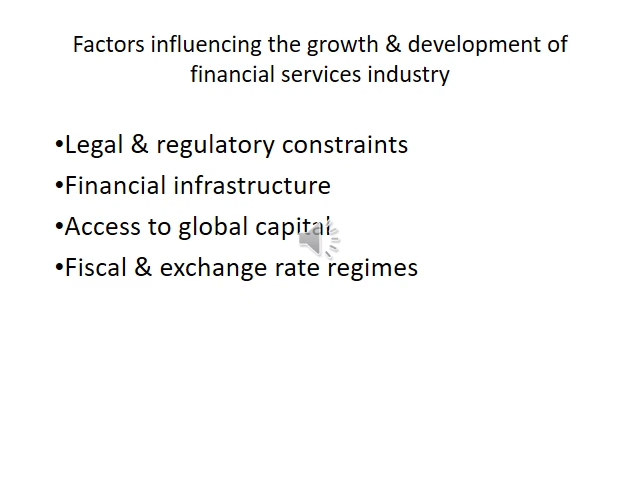 Factors influencing the growth & development of
financial services industry
•Legal & regulatory constraints
•Financial infrastructure
•Access to global capital
•Fiscal & exchange rate regimes